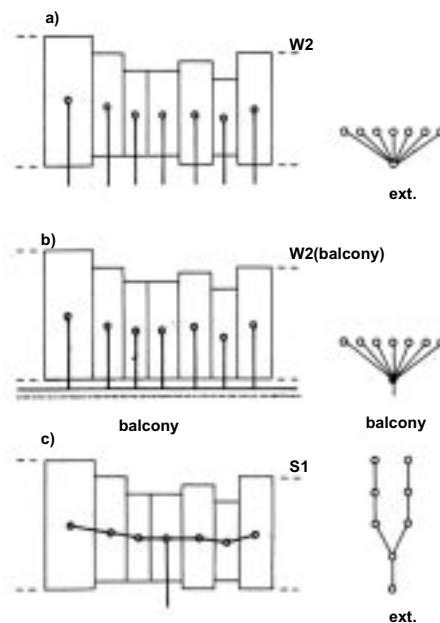 a)
W2
ext.
b)
W2(balcony)
balcony
balcony
c)
S1
ext.